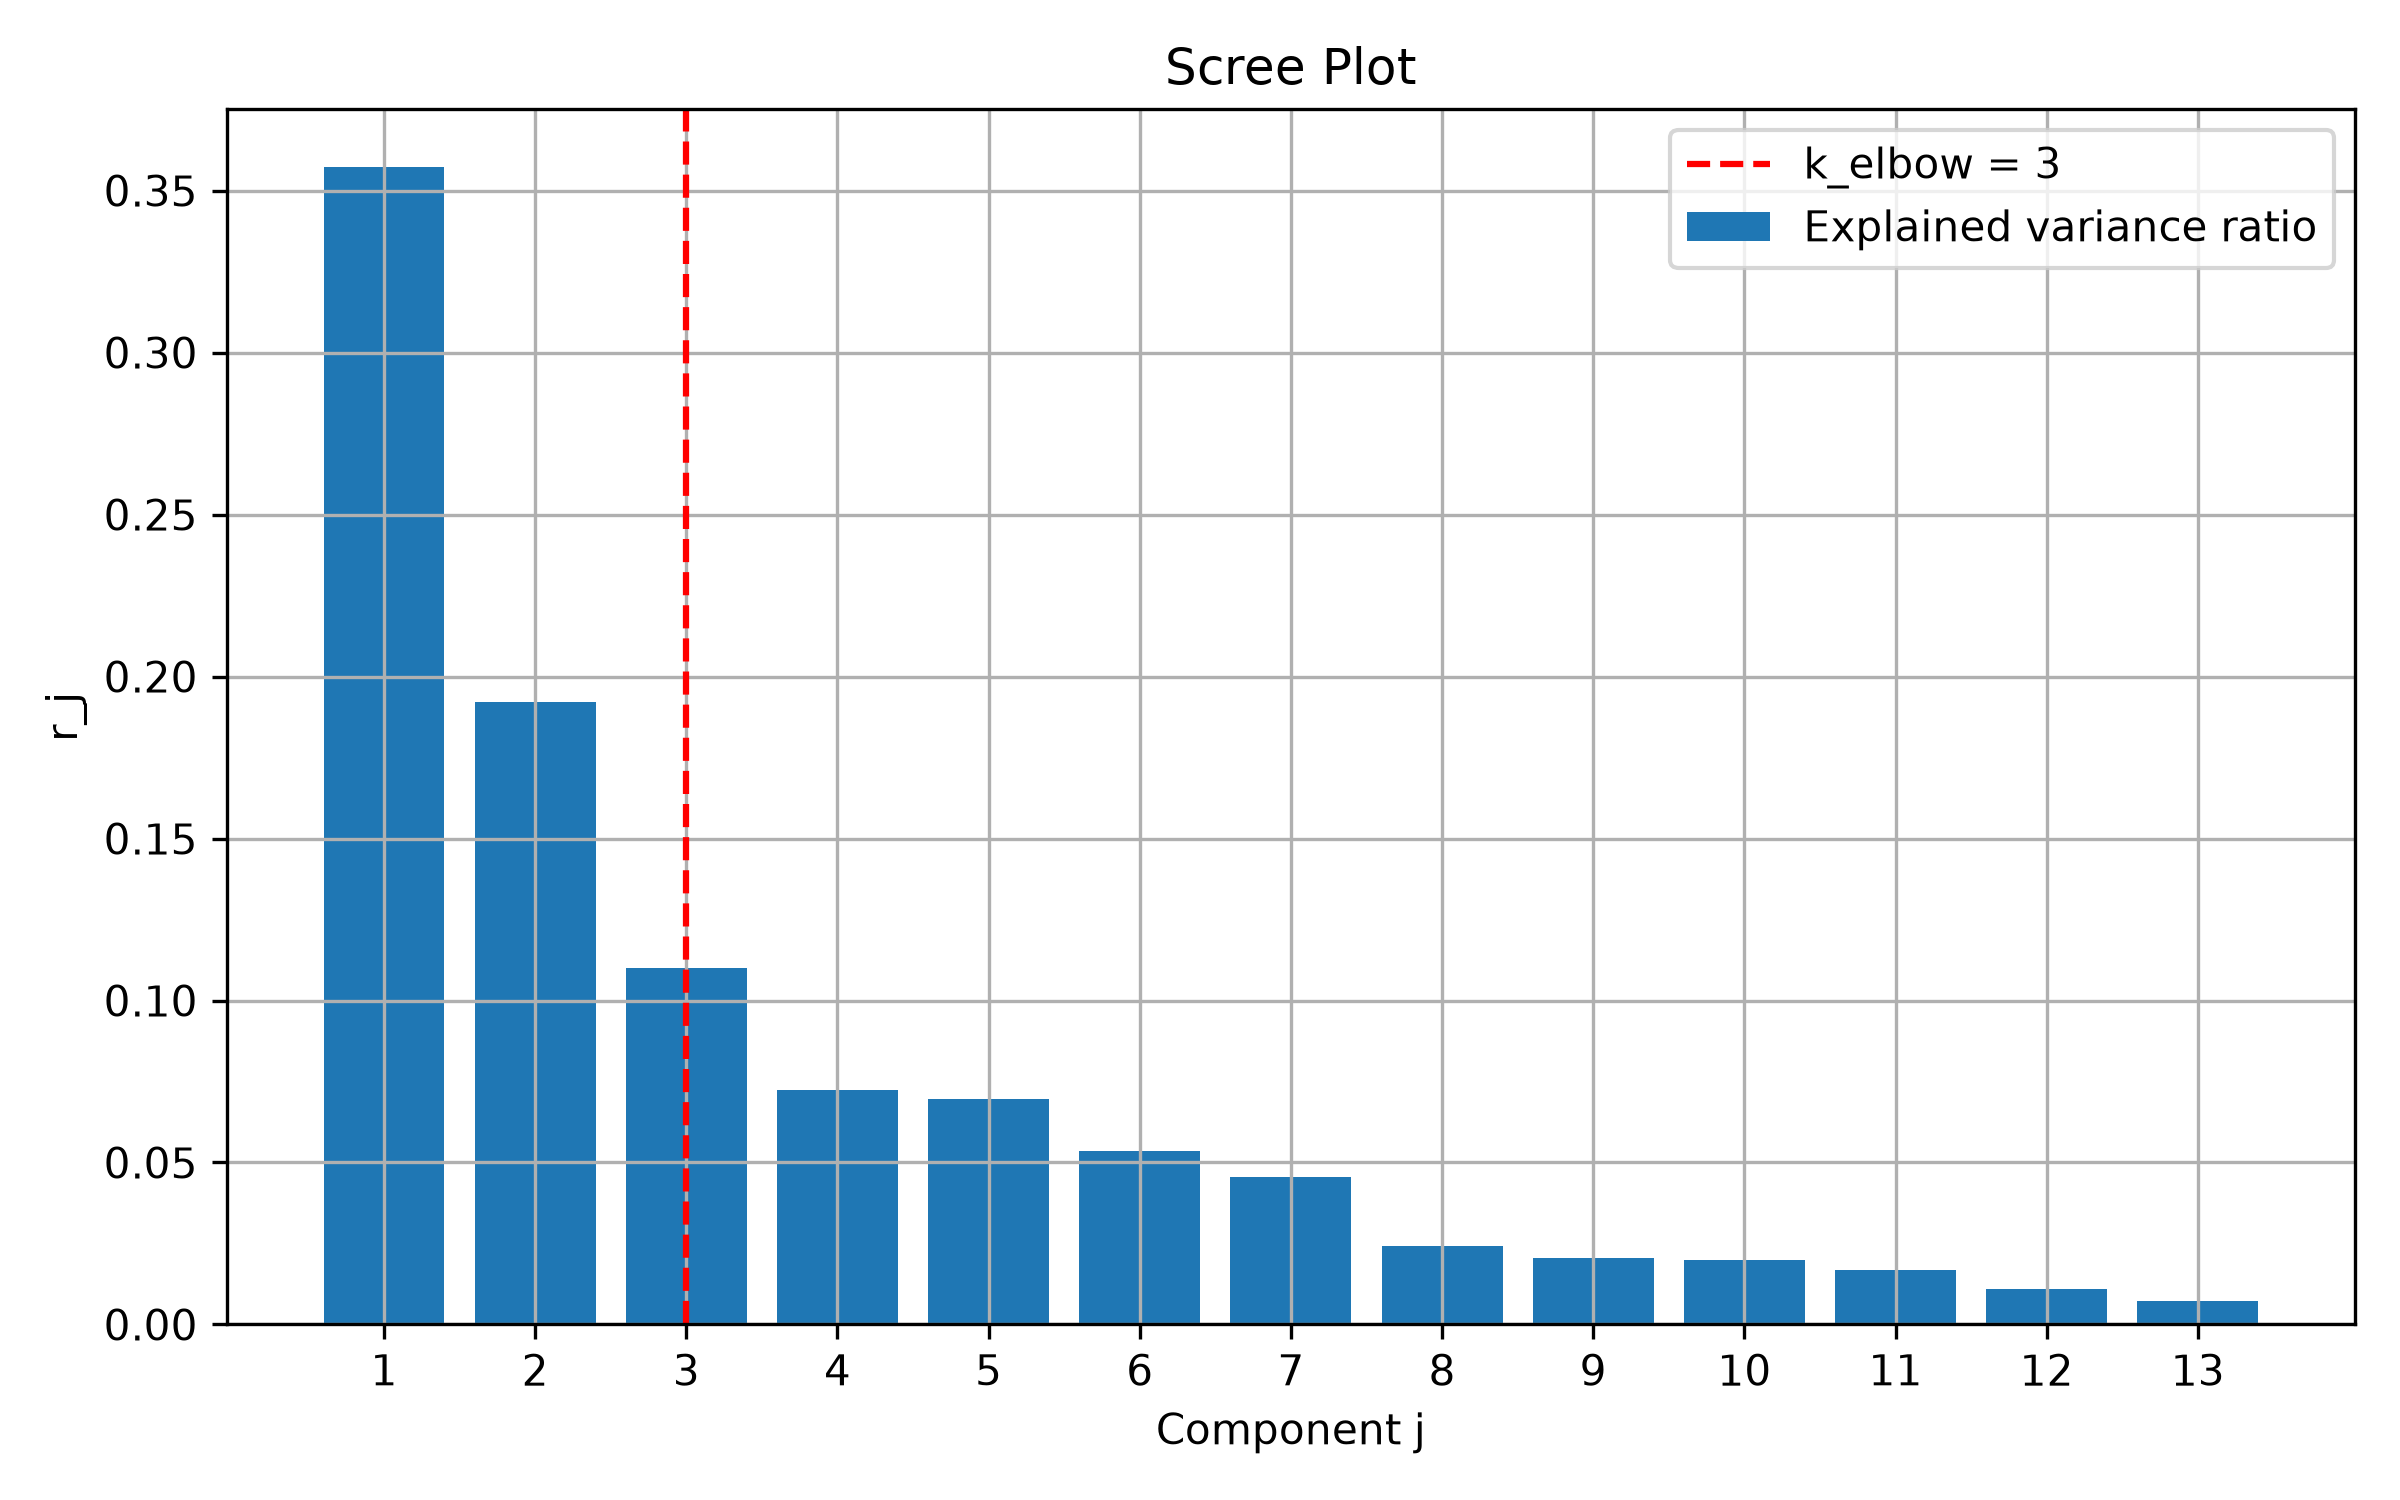 Scree Plot
k_elbow = 3
Explained variance ratio
r_j
0.35
0.30
0.25
0.20
0.15
0.10
0.05
0.00
1 2 3 4 5 6 7 8 9 10 11 12 13
Component j